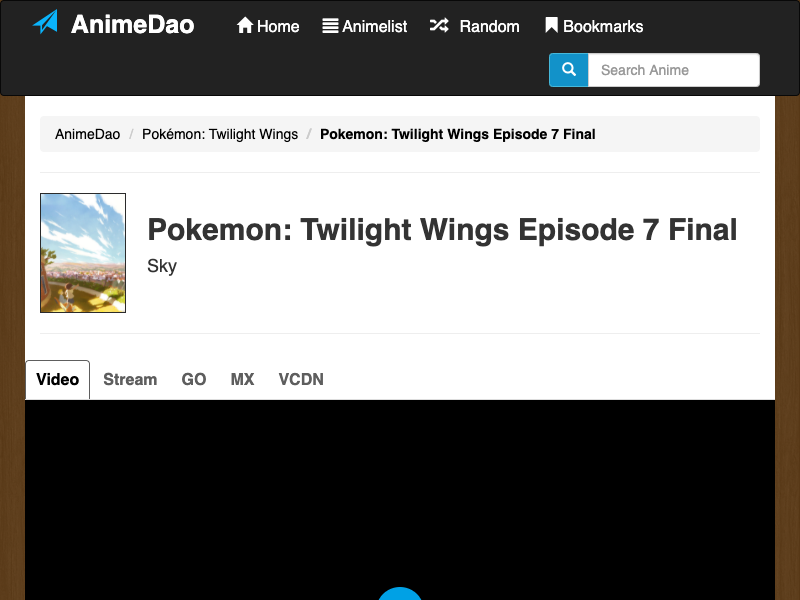 AnimeDao Home Animelist Random Bookmarks
Search Anime
AnimeDao / Pokémon: Twilight Wings / Pokemon: Twilight Wings Episode 7 Final
Pokemon: Twilight Wings Episode 7 Final
Sky
Video Stream GO MX VCDN